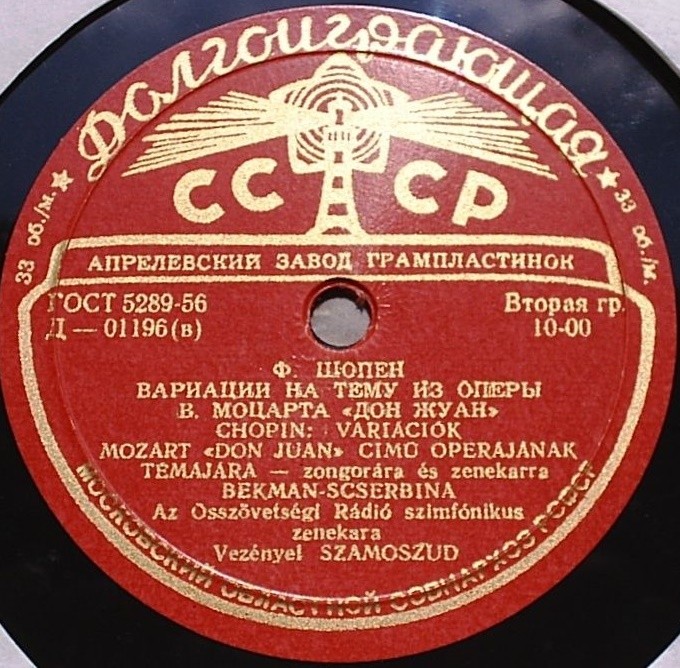 Долгоиграющая
33 об./м. ★ ★ 33 об./м.
СССР
АПРЕЛЕВСКИЙ ЗАВОД ГРАМПЛАСТИНОК
ГОСТ 5289-56
Д — 01196 (в)
Вторая гр.
10-00
Ф. ШОПЕН
ВАРИАЦИИ НА ТЕМУ ИЗ ОПЕРЫ
В. МОЦАРТА «ДОН ЖУАН»
CHOPIN: VARIÁCIÓK
MOZART «DON JUAN» CIMÜ OPERÁJÁNAK
TÉMÁJÁRA — zongorára és zenekarra
BEKMAN-SCSERBINA
Az Össövetségi Rádió szimfónikus
zenekara
Vezényel SZAMOSZUD
МОСКОВСКИЙ ОБЛАСТНОЙ СОВНАРХОЗ РСФСР